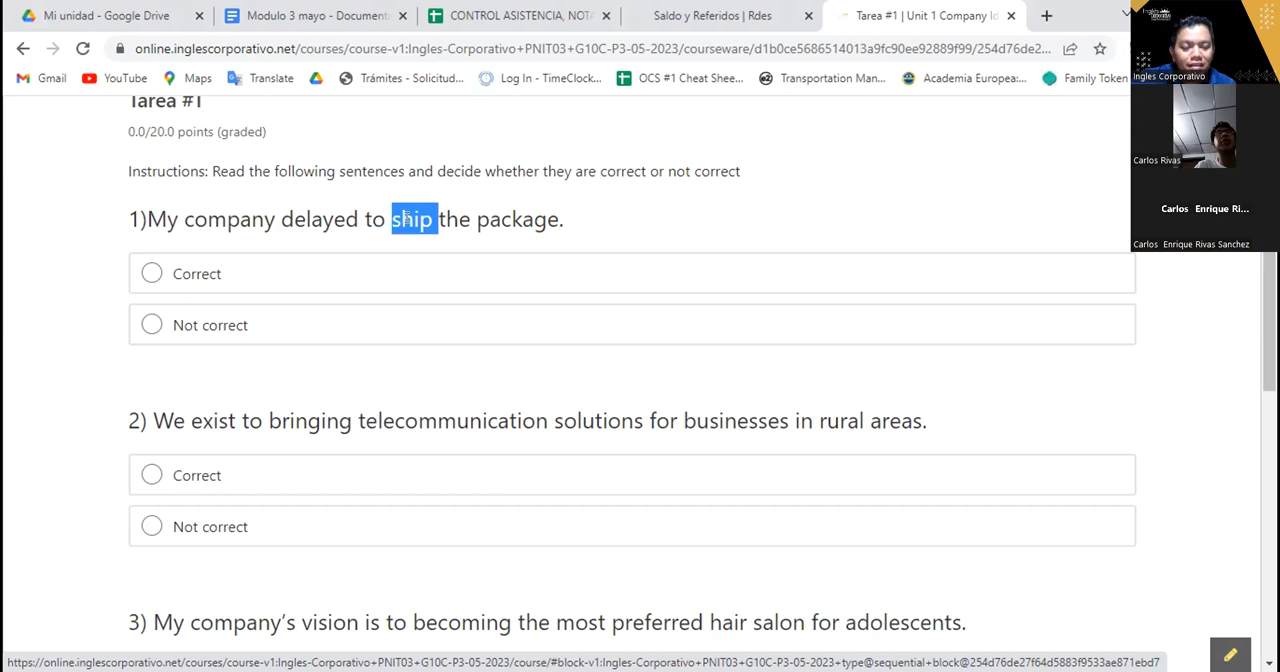 Mi unidad - Google Drive
Modulo 3 mayo - Document
CONTROL ASISTENCIA, NOTA
Saldo y Referidos | Rdes
Tarea #1 | Unit 1 Company Id
online.inglescorporativo.net/courses/course-v1:Ingles-Corporativo+PNIT03+G10C-P3-05-2023/courseware/d1b0ce5686514013a9fc90ee92889f99/254d76de2...
Gmail
YouTube
Maps
Translate
Trámites - Solicitud...
Log In - TimeClock...
OCS #1 Cheat Shee...
Transportation Man...
Academia Europea:...
Family Token
Ingles Corporativo
Carlos Rivas
Carlos Enrique Ri...
Carlos Enrique Rivas Sanchez
Tarea #1
0.0/20.0 points (graded)
Instructions: Read the following sentences and decide whether they are correct or not correct
1)My company delayed to ship the package.
Correct
Not correct
2) We exist to bringing telecommunication solutions for businesses in rural areas.
Correct
Not correct
3) My company's vision is to becoming the most preferred hair salon for adolescents.
https://online.inglescorporativo.net/courses/course-v1:Ingles-Corporativo+PNIT03+G10C-P3-05-2023/course/#block-v1:Ingles-Corporativo+PNIT03+G10C-P3-05-2023+type@sequential+block@254d76de27f64d5883f9533ae871ebd7